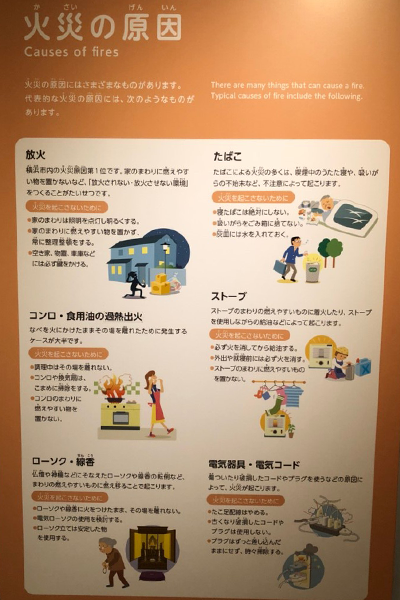 火災の原因
Causes of fires
火災の原因にはさまざまなものがあります。
代表的な火災の原因には、次のようなものが
あります。
There are many things that can cause a fire.
Typical causes of fire include the following.
放火
横浜市内の火災原因第1位です。家のまわりに燃えやす
い物を置かないなど、「放火されない・放火させない環境」
をつくることがたいせつです。
火災を起こさないために
●家のまわりは照明を点灯し明るくする。
●家のまわりに燃えやすい物を置かず、
常に整理整頓をする。
●空き家、物置、車庫など
には必ず鍵をかける。
たばこ
たばこによる火災の多くは、喫煙中のうたた寝や、吸いが
らの不始末など、不注意によって起こります。
火災を起こさないために
●寝たばこは絶対にしない。
●吸いがらをごみ箱に捨てない。
●灰皿には水を入れておく。
コンロ・食用油の過熱出火
なべを火にかけたままその場を離れたために発生する
ケースが大半です。
火災を起こさないために
●調理中はその場を離れない。
●コンロや換気扇は、
こまめに掃除をする。
●コンロのまわりに
燃えやすい物を
置かない。
ストーブ
ストーブのまわりの燃えやすいものに着火したり、ストーブ
を使用しながらの給油などによって起こります。
火災を起こさないために
●必ず火を消してから給油する。
●外出や就寝前には必ず火を消す。
●ストーブのまわりに燃えやすいもの
を置かない。
ローソク・線香
仏壇や神棚などにそなえたローソクや線香の転倒など、
まわりの燃えやすいものに燃え移ることで起こります。
火災を起こさないために
●ローソクや線香に火をつけたまま、その場を離れない。
●電気ローソクの使用を検討する。
●ローソク立ては安定した物
を使用する。
電気器具・電気コード
傷ついたり破損したコードやプラグを使うなどの原因に
よって、火災が起こります。
火災を起こさないために
●たこ足配線はやめる。
●古くなり破損したコードや
プラグは使用しない。
●プラグはずっと差し込んだ
ままにせず、時々掃除する。